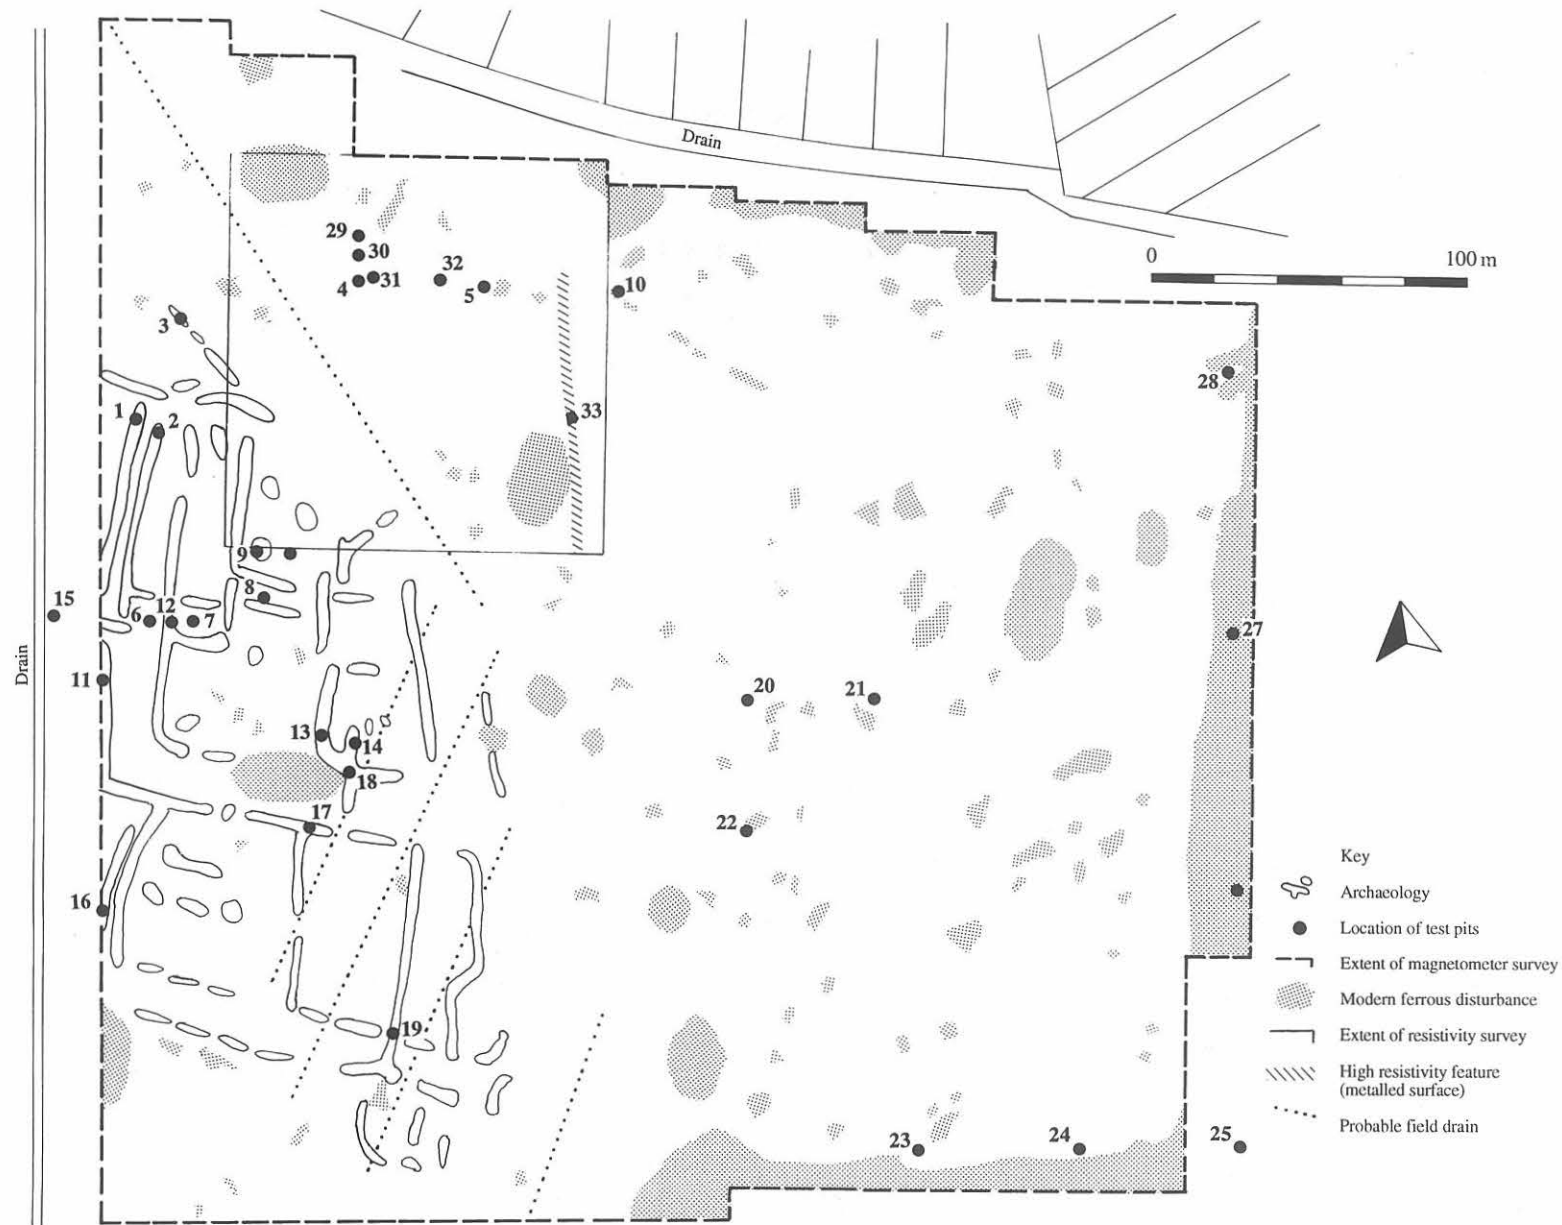 Drain
0 100 m
29
30
32
4 31
5
10
3
28
1
2
33
9
8
15
6 12 7
27
Drain
11
20
21
13
14
18
17
22
16
19
23
24
25
Key
Archaeology
Location of test pits
Extent of magnetometer survey
Modern ferrous disturbance
Extent of resistivity survey
High resistivity feature
(metalled surface)
Probable field drain